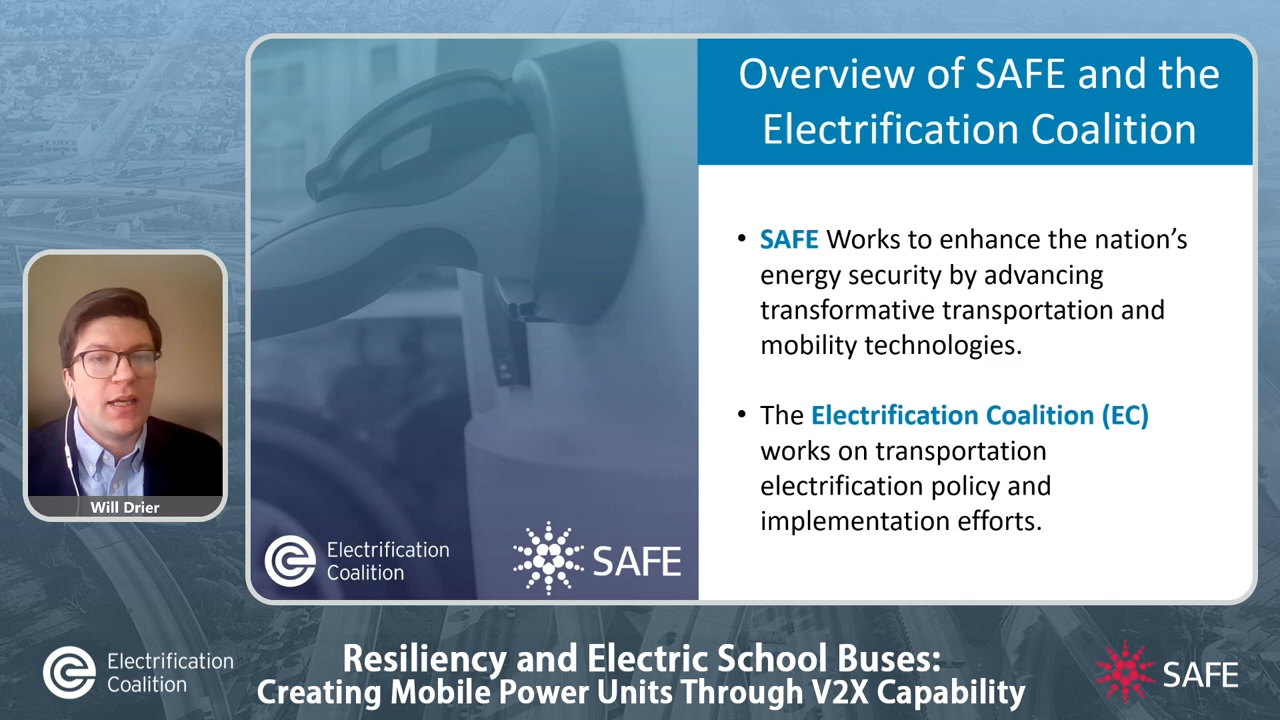 Overview of SAFE and the
Electrification Coalition
• SAFE Works to enhance the nation’s
energy security by advancing
transformative transportation and
mobility technologies.
• The Electrification Coalition (EC)
works on transportation
electrification policy and
implementation efforts.
Electrification
Coalition
SAFE
Will Drier
Electrification
Coalition
Resiliency and Electric School Buses:
Creating Mobile Power Units Through V2X Capability
SAFE